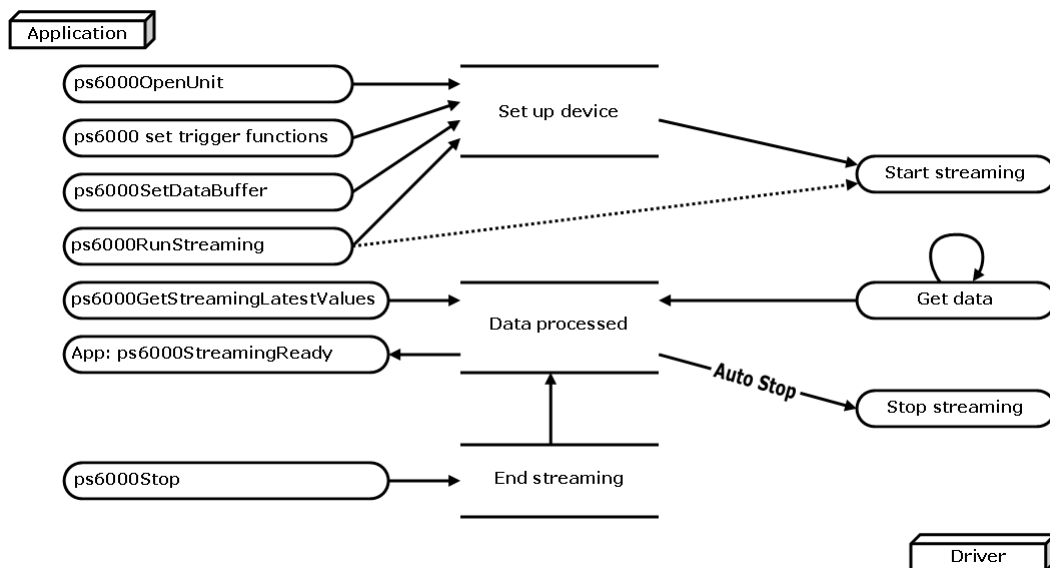 Application
ps6000OpenUnit
Set up device
ps6000 set trigger functions
Start streaming
ps6000SetDataBuffer
ps6000RunStreaming
ps6000GetStreamingLatestValues
Get data
Data processed
App: ps6000StreamingReady
Auto Stop
Stop streaming
ps6000Stop
End streaming
Driver